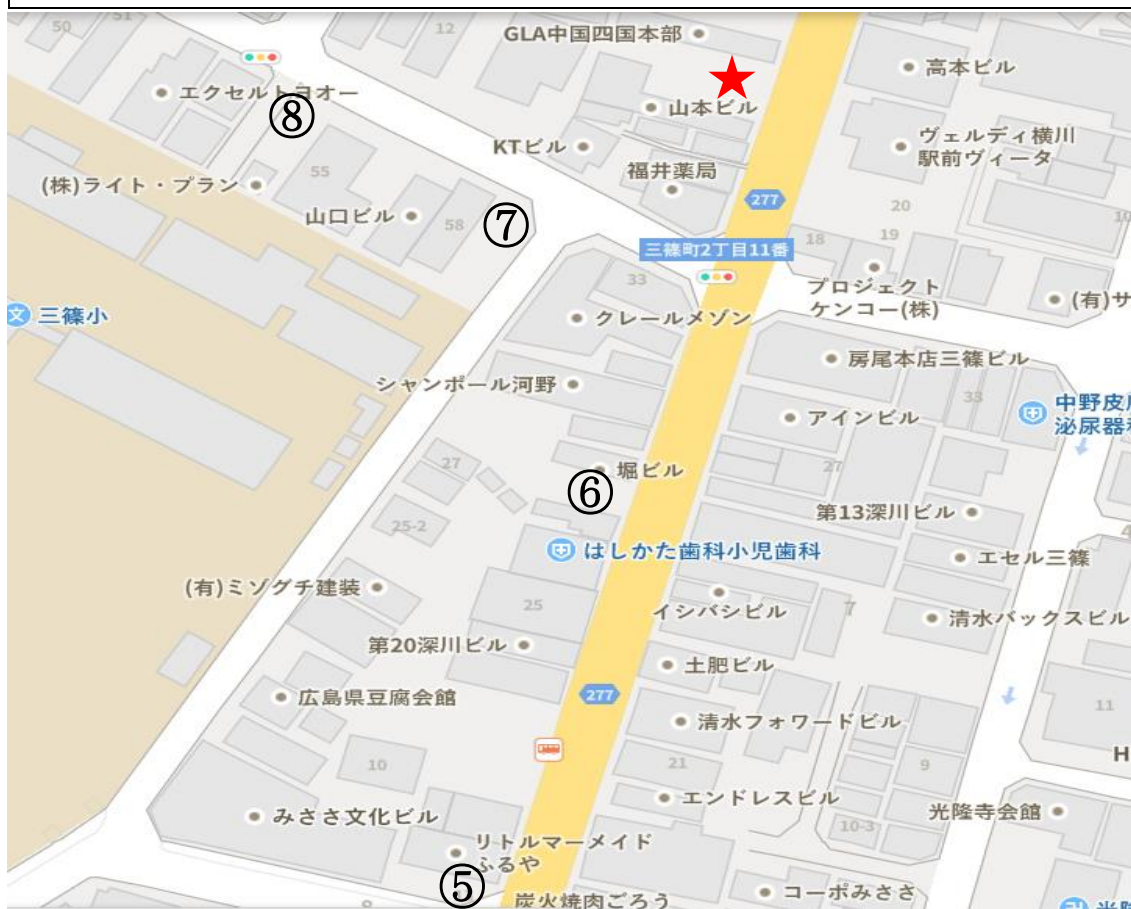 50
51
12
GLA中国四国本部
高本ビル
エクセルトヨオー
⑧
山本ビル
KTビル
ヴェルディ横川
駅前ヴィータ
福井薬局
(株)ライト・プラン
55
山口ビル
58
⑦
277
20
19
18
10
三篠町2丁目11番
33
プロジェクト
ケンコー(株)
(有)サ
三篠小
クレールメゾン
房尾本店三篠ビル
シャンポール河野
33
中野皮
泌尿器
アインビル
27
堀ビル
27
⑥
25-2
第13深川ビル
はしかた歯科小児歯科
エセル三篠
(有)ミゾグチ建装
25
イシバシビル
7
清水バックスビル
第20深川ビル
土肥ビル
広島県豆腐会館
277
清水フォワードビル
11
10
21
9
H
エンドレスビル
みささ文化ビル
10-3
光隆寺会館
リトルマーメイド
ふるや
⑤
炭火焼肉ごろう
コーポみささ